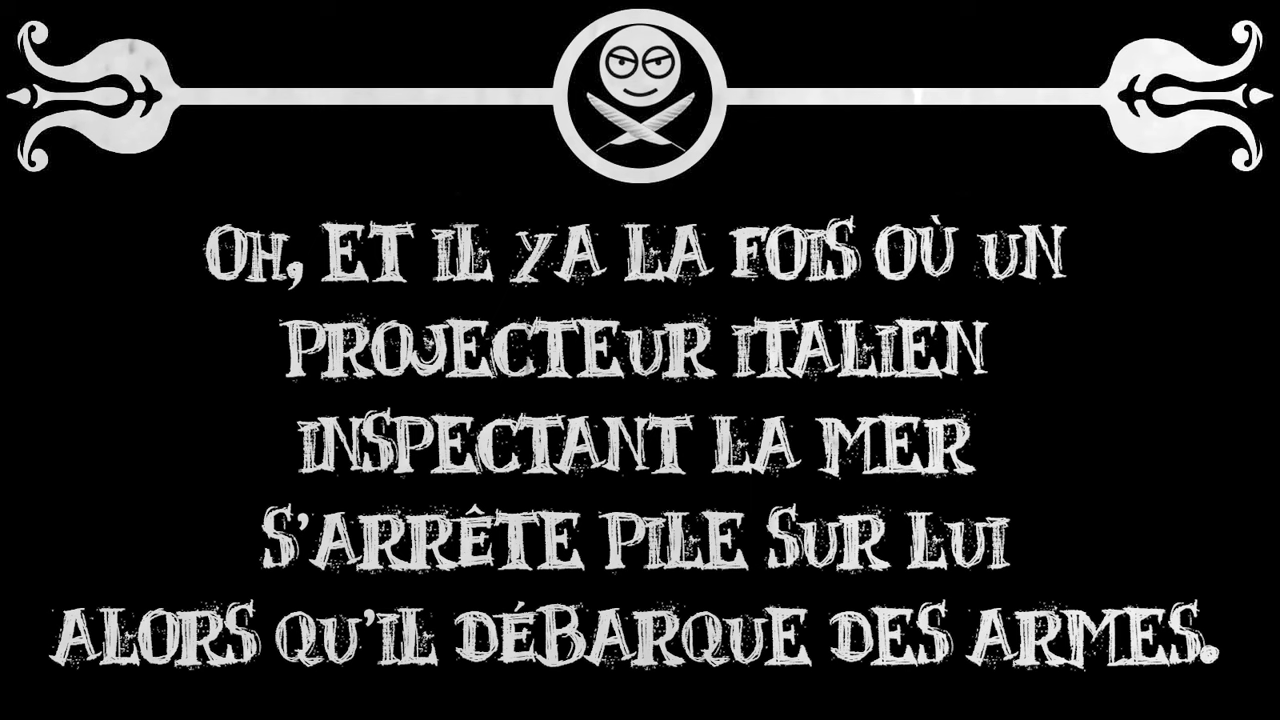 OH, ET IL Y A LA FOIS OÙ UN
PROJECTEUR ITALIEN
INSPECTANT LA MER
S'ARRÊTE PILE SUR LUI
ALORS QU'IL DÉBARQUE DES ARMES.